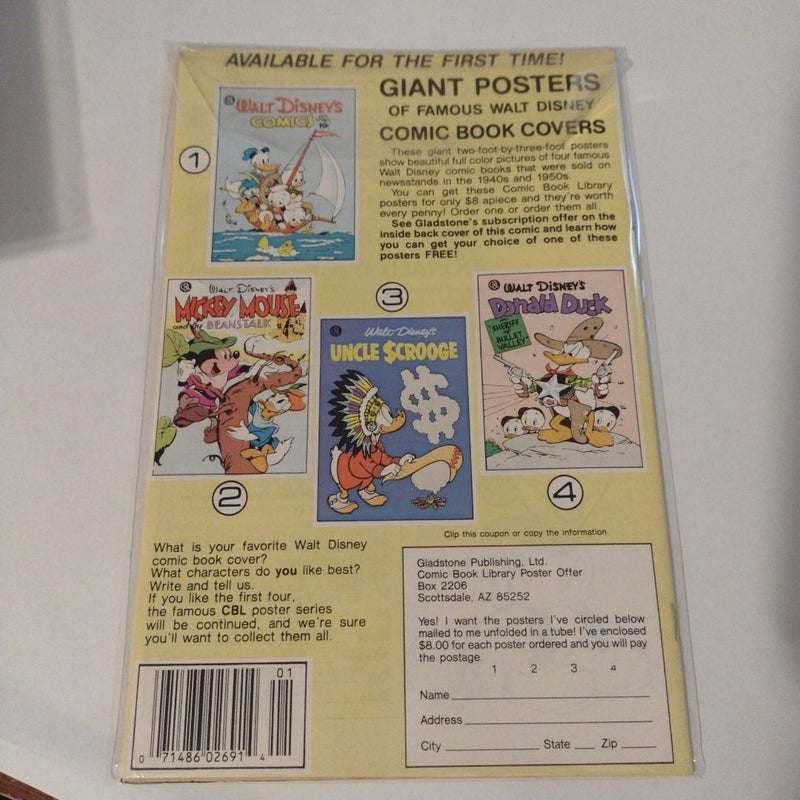 AVAILABLE FOR THE FIRST TIME!
GIANT POSTERS
OF FAMOUS WALT DISNEY
COMIC BOOK COVERS
These giant two-foot-by-three-foot posters
show beautiful full color pictures of four famous
Walt Disney comic books that were sold on
newsstands in the 1940s and 1950s.
You can get these Comic Book Library
posters for only $8 apiece and they're worth
every penny! Order one or order them all.
See Gladstone's subscription offer on the
inside back cover of this comic and learn how
you can get your choice of one of these
posters FREE!
WALT DISNEY'S
COMICS
10¢
1
WALT DISNEY'S
MICKEY MOUSE
and the BEANSTALK
2
3
Walt Disney's
UNCLE $CROOGE
WALT DISNEY'S
Donald Duck
"SHERIFF
OF
BULLET
VALLEY"
4
What is your favorite Walt Disney
comic book cover?
What characters do you like best?
Write and tell us.
If you like the first four,
the famous CBL poster series
will be continued, and we're sure
you'll want to collect them all.
Clip this coupon or copy the information
Gladstone Publishing, Ltd.
Comic Book Library Poster Offer
Box 2206
Scottsdale, AZ 85252
Yes! I want the posters I've circled below
mailed to me unfolded in a tube! I've enclosed
$8.00 for each poster ordered and you will pay
the postage.
1 2 3 4
Name
Address
City State Zip
01
0 71486 02691 4